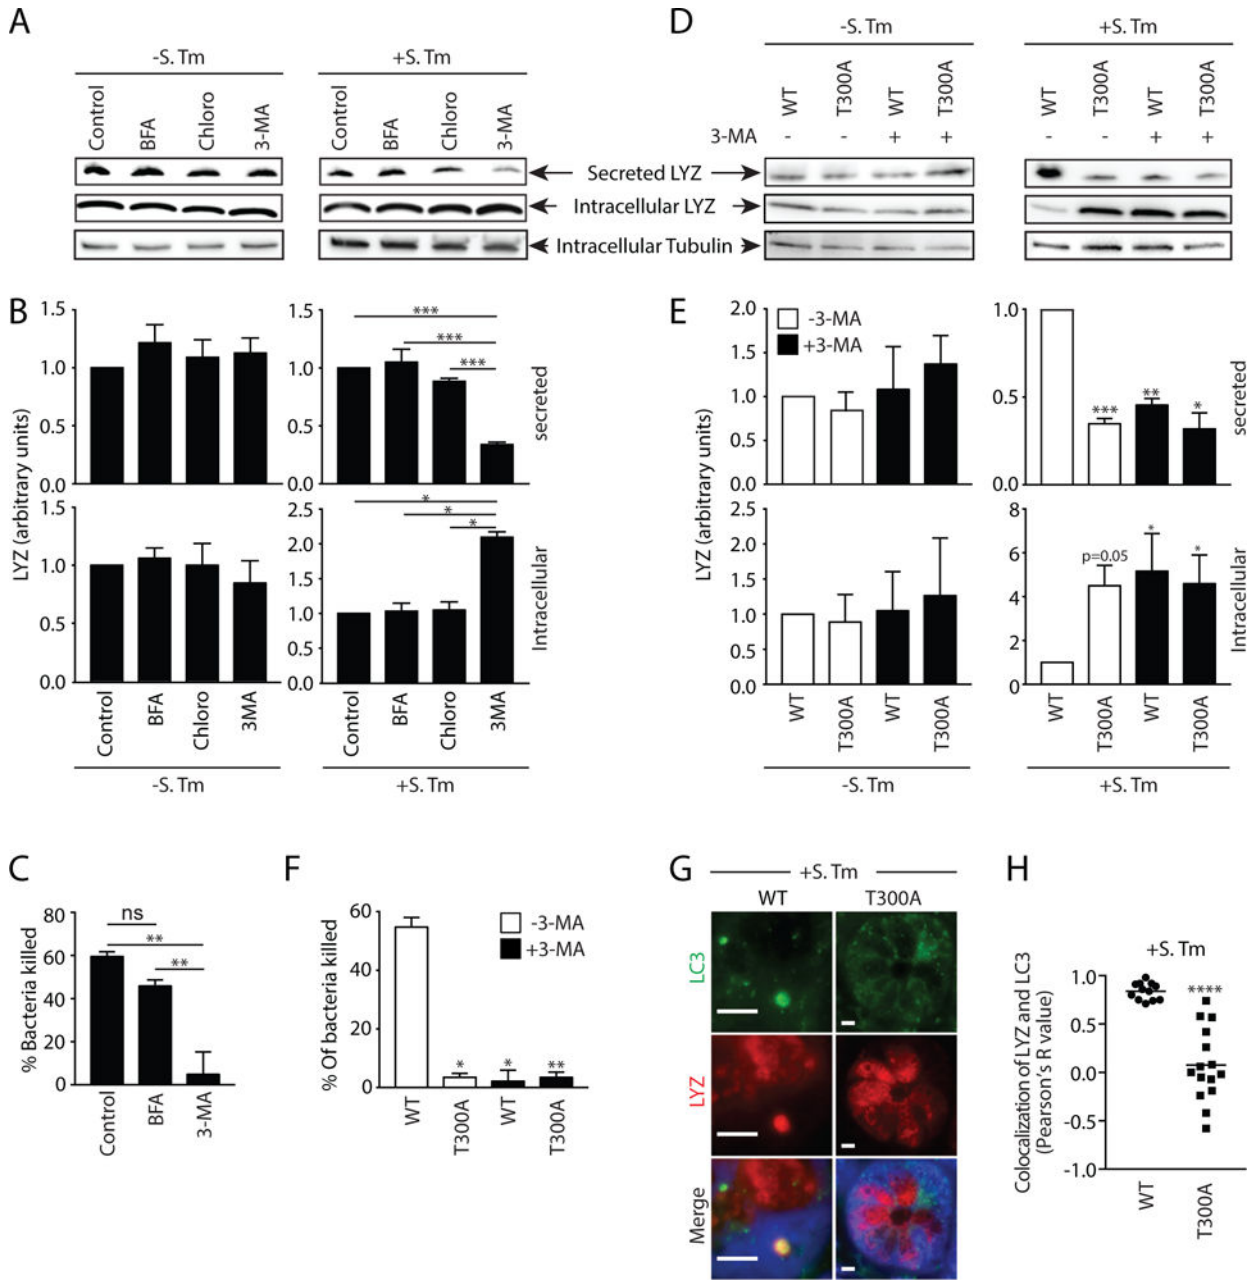 A
-S. Tm
+S. Tm
Control
BFA
Chloro
3-MA
Control
BFA
Chloro
3-MA
Secreted LYZ
Intracellular LYZ
Intracellular Tubulin
D
-S. Tm
+S. Tm
WT
T300A
WT
T300A
WT
T300A
WT
T300A
3-MA
- - + +
- - + +
B
LYZ (arbitrary units)
1.5
1.0
0.5
0.0
1.5
1.0
0.5
0.0
***
***
***
secreted
1.5
1.0
0.5
0.0
2.5
2.0
1.5
1.0
0.5
0.0
*
*
*
Intracellular
Control
BFA
Chloro
3MA
Control
BFA
Chloro
3MA
-S. Tm
+S. Tm
E
LYZ (arbitrary units)
-3-MA
+3-MA
2.0
1.5
1.0
0.5
0.0
1.0
0.5
0.0
***
**
*
secreted
2.5
2.0
1.5
1.0
0.5
0.0
8
6
4
2
0
p=0.05
*
*
Intracellular
WT
T300A
WT
T300A
WT
T300A
WT
T300A
-S. Tm
+S. Tm
C
% Bacteria killed
80
60
40
20
0
ns
**
**
Control
BFA
3-MA
F
% Of bacteria killed
60
40
20
0
-3-MA
+3-MA
*
*
**
WT
T300A
WT
T300A
G
+S. Tm
WT
T300A
LC3
LYZ
Merge
H
+S. Tm
Colocalization of LYZ and LC3
(Pearson's R value)
1.0
0.5
0.0
-0.5
-1.0
****
WT
T300A